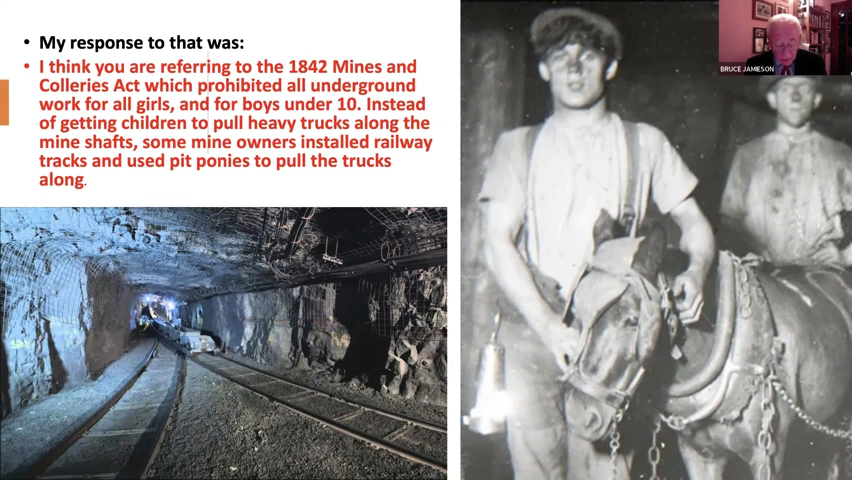 • My response to that was:
• I think you are referring to the 1842 Mines and
Colleries Act which prohibited all underground
work for all girls, and for boys under 10. Instead
of getting children to pull heavy trucks along the
mine shafts, some mine owners installed railway
tracks and used pit ponies to pull the trucks
along.
BRUCE JAMIESON